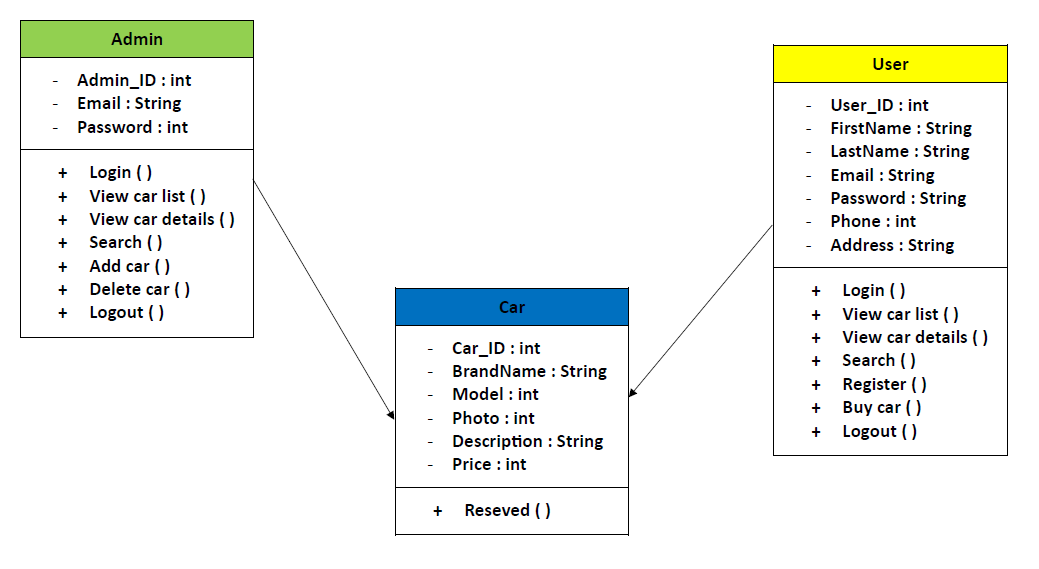 Admin
- Admin_ID : int
- Email : String
- Password : int
+ Login ( )
+ View car list ( )
+ View car details ( )
+ Search ( )
+ Add car ( )
+ Delete car ( )
+ Logout ( )
User
- User_ID : int
- FirstName : String
- LastName : String
- Email : String
- Password : String
- Phone : int
- Address : String
+ Login ( )
+ View car list ( )
+ View car details ( )
+ Search ( )
+ Register ( )
+ Buy car ( )
+ Logout ( )
Car
- Car_ID : int
- BrandName : String
- Model : int
- Photo : int
- Description : String
- Price : int
+ Reseved ( )